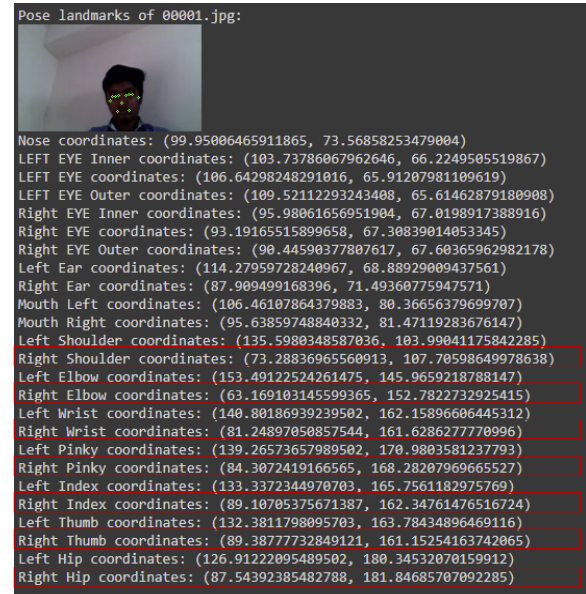 Pose landmarks of 00001.jpg:
Nose coordinates: (99.95006465911865, 73.56858253479004)
LEFT EYE Inner coordinates: (103.73786067962646, 66.2249505519867)
LEFT EYE coordinates: (106.64298248291016, 65.91207981109619)
LEFT EYE Outer coordinates: (109.52112293243408, 65.61462879180908)
Right EYE Inner coordinates: (95.98061656951904, 67.0198917388916)
Right EYE coordinates: (93.19165515899658, 67.30839014053345)
Right EYE Outer coordinates: (90.44590377807617, 67.60365962982178)
Left Ear coordinates: (114.27959728240967, 68.88929009437561)
Right Ear coordinates: (87.909499168396, 71.49360775947571)
Mouth Left coordinates: (106.46107864379883, 80.36656379699707)
Mouth Right coordinates: (95.63859748840332, 81.47119283676147)
Left Shoulder coordinates: (135.5980348587036, 103.99041175842285)
Right Shoulder coordinates: (73.28836965560913, 107.70598649978638)
Left Elbow coordinates: (153.49122524261475, 145.9659218788147)
Right Elbow coordinates: (63.169103145599365, 152.7822732925415)
Left Wrist coordinates: (140.80186939239502, 162.15896606445312)
Right Wrist coordinates: (81.24897050857544, 161.6286277770996)
Left Pinky coordinates: (139.26573657989502, 170.9803581237793)
Right Pinky coordinates: (84.3072419166565, 168.28207969665527)
Left Index coordinates: (133.3372344970703, 165.7561182975769)
Right Index coordinates: (89.10705375671387, 162.34761476516724)
Left Thumb coordinates: (132.3811798095703, 163.78434896469116)
Right Thumb coordinates: (89.38777732849121, 161.15254163742065)
Left Hip coordinates: (126.91222095489502, 180.34532070159912)
Right Hip coordinates: (87.54392385482788, 181.84685707092285)